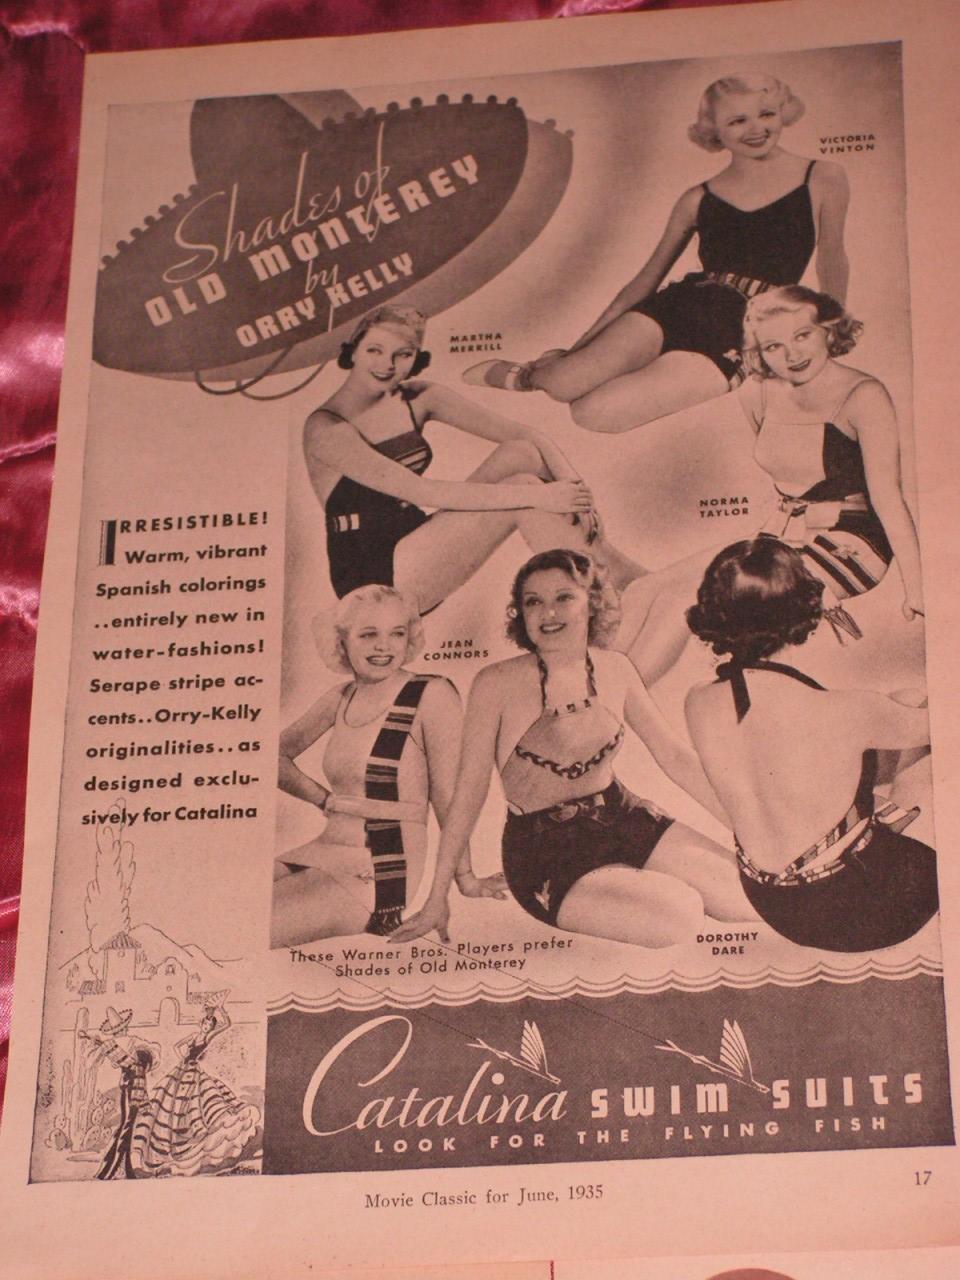 Shades of
OLD MONTEREY
by
ORRY KELLY
VICTORIA
VINTON
MARTHA
MERRILL
NORMA
TAYLOR
IRRESISTIBLE!
Warm, vibrant
Spanish colorings
..entirely new in
water-fashions!
Serape stripe ac-
cents..Orry-Kelly
originalities..as
designed exclu-
sively for Catalina
JEAN
CONNORS
DOROTHY
DARE
These Warner Bros. Players prefer
Shades of Old Monterey
Catalina SWIM SUITS
LOOK FOR THE FLYING FISH
Movie Classic for June, 1935
17